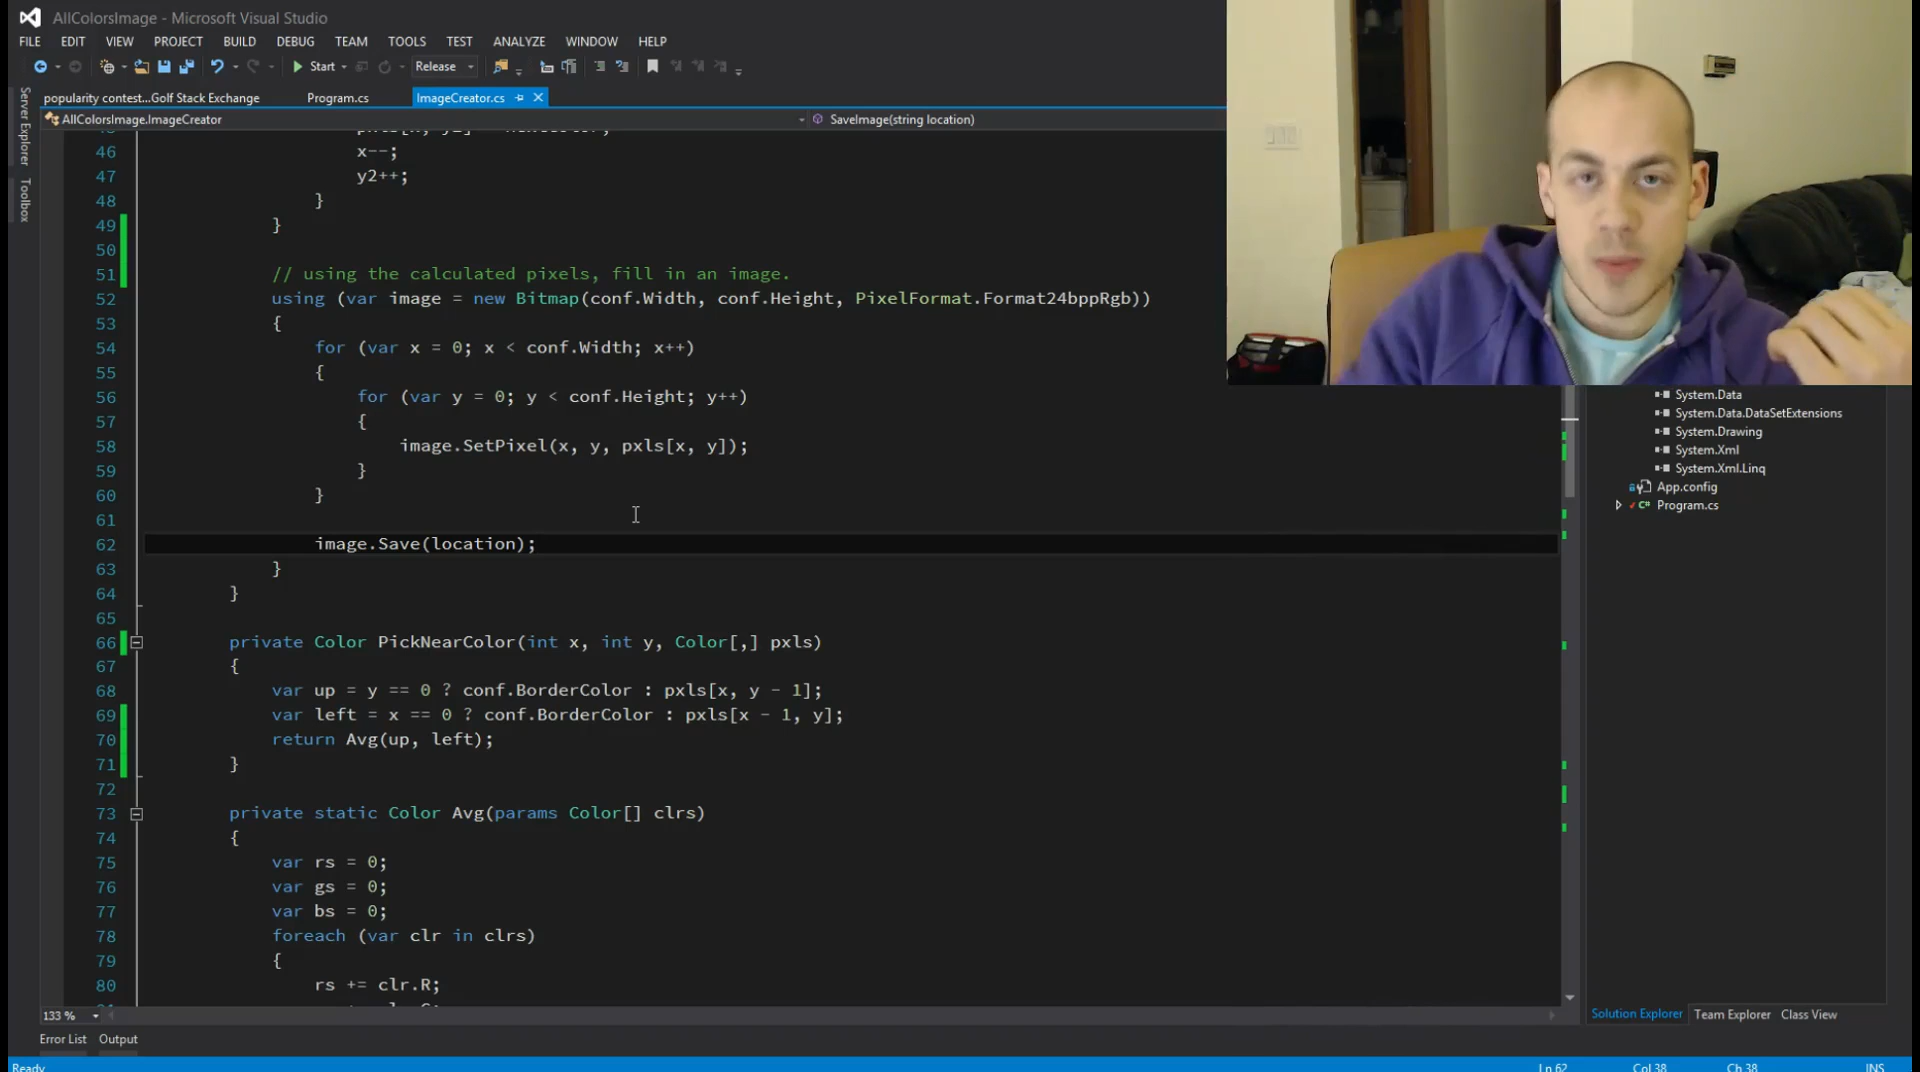 AllColorsImage - Microsoft Visual Studio
FILE EDIT VIEW PROJECT BUILD DEBUG TEAM TOOLS TEST ANALYZE WINDOW HELP
Start Release
popularity contest...Golf Stack Exchange Program.cs ImageCreator.cs
AllColorsImage.ImageCreator SaveImage(string location)
Server Explorer
Toolbox
46 x--;
47 y2++;
48 }
49 }
50
51 // using the calculated pixels, fill in an image.
52 using (var image = new Bitmap(conf.Width, conf.Height, PixelFormat.Format24bppRgb))
53 {
54 for (var x = 0; x < conf.Width; x++)
55 {
56 for (var y = 0; y < conf.Height; y++)
57 {
58 image.SetPixel(x, y, pxls[x, y]);
59 }
60 }
61
62 image.Save(location);
63 }
64 }
65
66 private Color PickNearColor(int x, int y, Color[,] pxls)
67 {
68 var up = y == 0 ? conf.BorderColor : pxls[x, y - 1];
69 var left = x == 0 ? conf.BorderColor : pxls[x - 1, y];
70 return Avg(up, left);
71 }
72
73 private static Color Avg(params Color[] clrs)
74 {
75 var rs = 0;
76 var gs = 0;
77 var bs = 0;
78 foreach (var clr in clrs)
79 {
80 rs += clr.R;
System.Data
System.Data.DataSetExtensions
System.Drawing
System.Xml
System.Xml.Linq
App.config
C# Program.cs
133 %
Solution Explorer Team Explorer Class View
Error List Output
Ready Ln 62 Col 38 Ch 38 INS